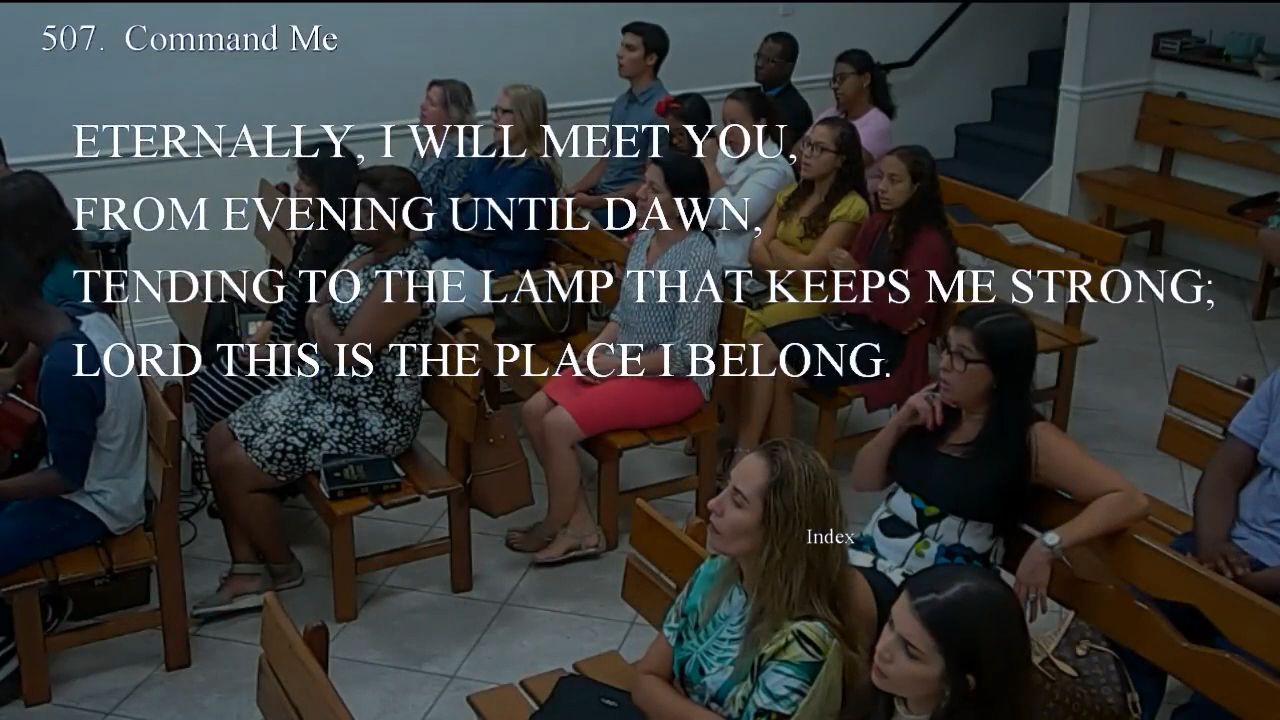 507. Command Me
ETERNALLY, I WILL MEET YOU,
FROM EVENING UNTIL DAWN,
TENDING TO THE LAMP THAT KEEPS ME STRONG;
LORD THIS IS THE PLACE I BELONG.
Index